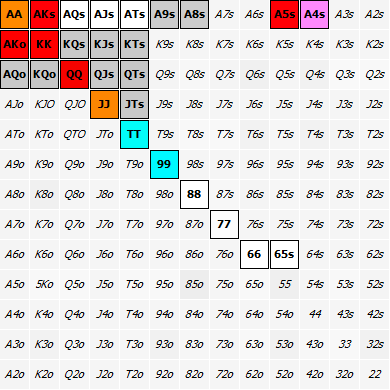 AA AKs AQs AJs ATs A9s A8s A7s A6s A5s A4s A3s A2s
AKo KK KQs KJs KTs K9s K8s K7s K6s K5s K4s K3s K2s
AQo KQo QQ QJs QTs Q9s Q8s Q7s Q6s Q5s Q4s Q3s Q2s
AJo KJO QJO JJ JTs J9s J8s J7s J6s J5s J4s J3s J2s
ATo KTo QTO JTo TT T9s T8s T7s T6s T5s T4s T3s T2s
A9o K9o Q9o J9o T9o 99 98s 97s 96s 95s 94s 93s 92s
A8o K8o Q8o J8o T8o 98o 88 87s 86s 85s 84s 83s 82s
A7o K7o Q7o J7o T7o 97o 87o 77 76s 75s 74s 73s 72s
A6o K6o Q6o J6o T6o 96o 86o 76o 66 65s 64s 63s 62s
A5o 5Ko Q5o J5o T5o 95o 85o 75o 65o 55 54s 53s 52s
A4o K4o Q4o J4o T4o 94o 84o 74o 64o 54o 44 43s 42s
A3o K3o Q3o J3o T3o 93o 83o 73o 63o 53o 43o 33 32s
A2o K2o Q2o J2o T2o 92o 82o 72o 62o 52o 42o 32o 22